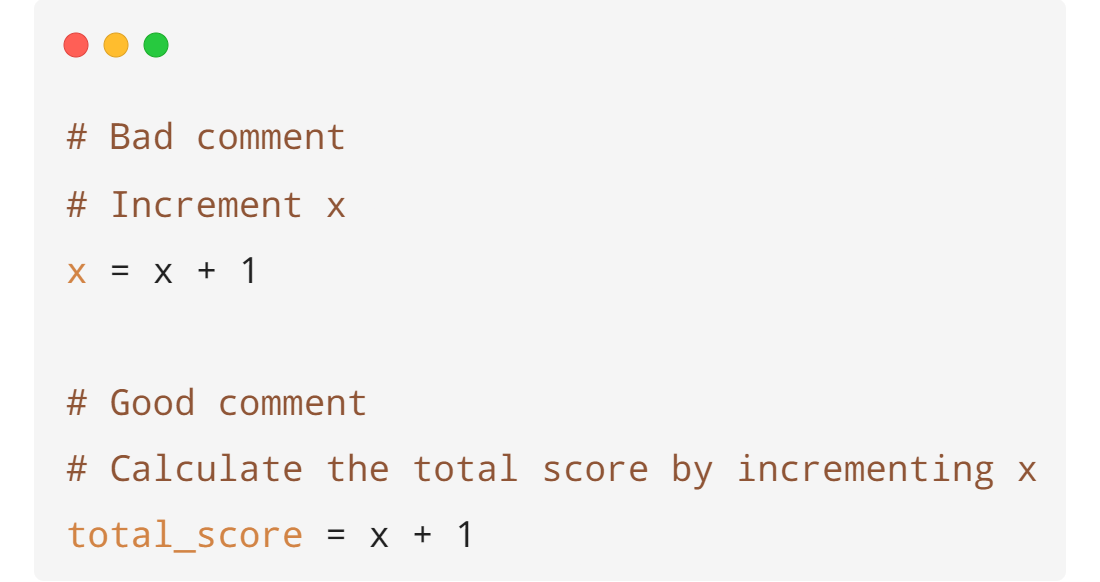 # Bad comment
# Increment x
x = x + 1
# Good comment
# Calculate the total score by incrementing x
total_score = x + 1